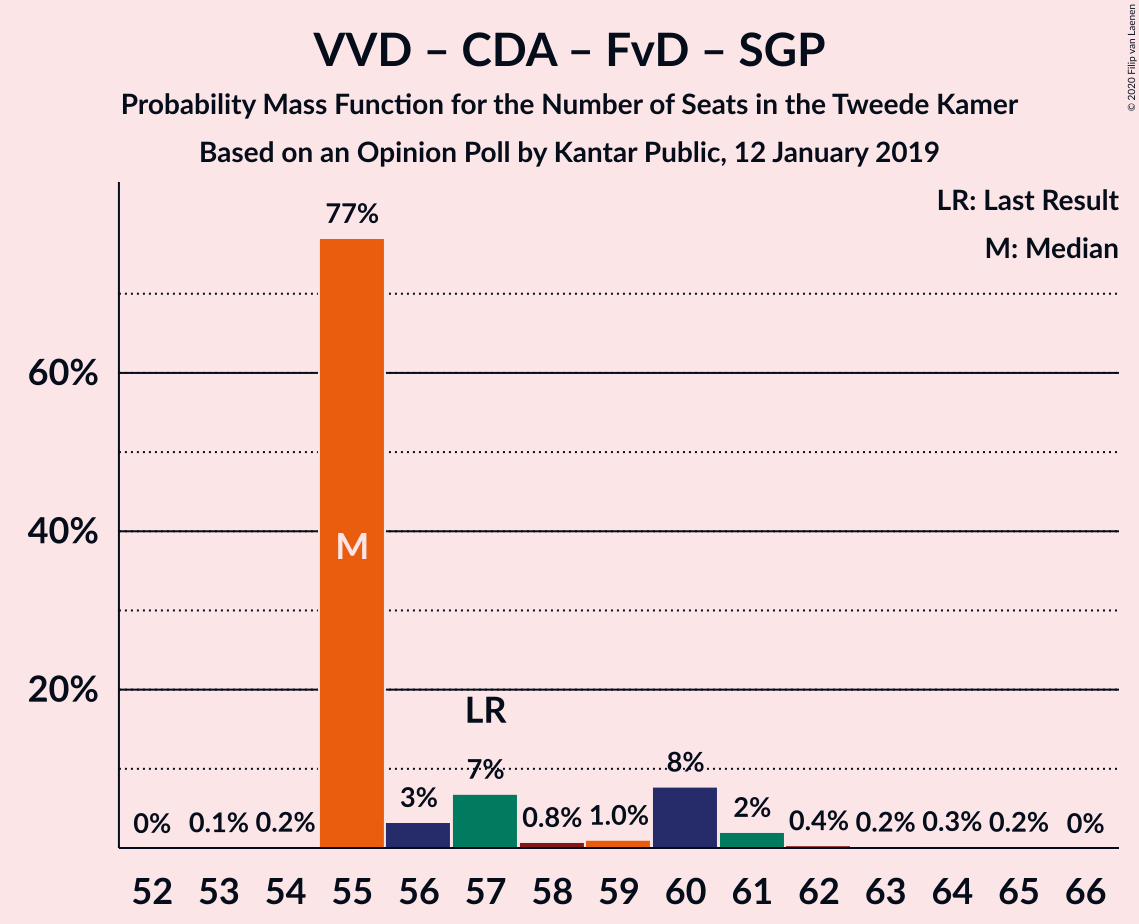 VVD – CDA – FvD – SGP
Probability Mass Function for the Number of Seats in the Tweede Kamer
Based on an Opinion Poll by Kantar Public, 12 January 2019
© 2020 Filip van Laenen
LR: Last Result
M: Median
60%
40%
20%
0%
0.1%
0.2%
77%
M
3%
LR
7%
0.8%
1.0%
8%
2%
0.4%
0.2%
0.3%
0.2%
0%
52 53 54 55 56 57 58 59 60 61 62 63 64 65 66